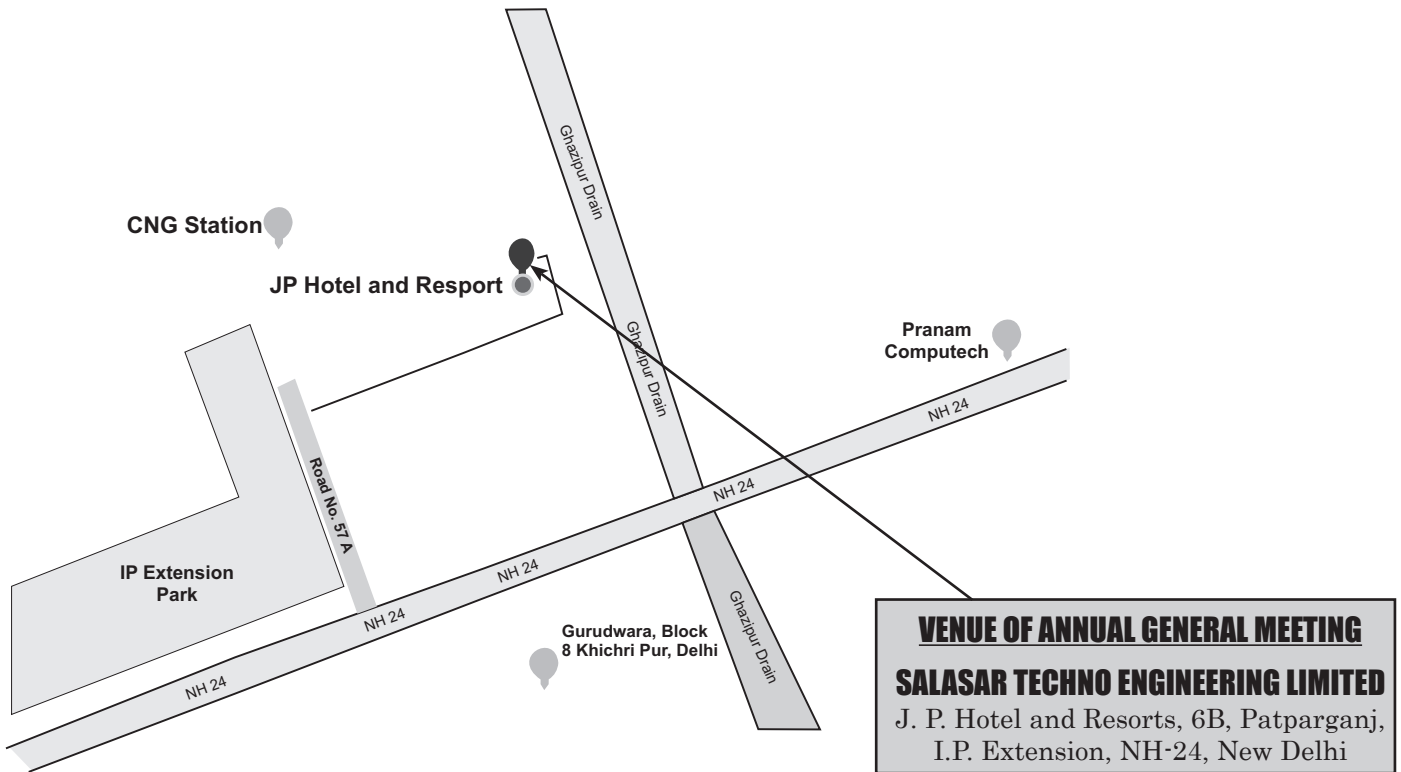 Ghazipur Drain
CNG Station
JP Hotel and Resport
Ghazipur Drain
Pranam
Computech
NH 24
Road No. 57 A
NH 24
IP Extension
Park
NH 24
NH 24
Gurudwara, Block
8 Khichri Pur, Delhi
Ghazipur Drain
NH 24
VENUE OF ANNUAL GENERAL MEETING
SALASAR TECHNO ENGINEERING LIMITED
J. P. Hotel and Resorts, 6B, Patparganj,
I.P. Extension, NH-24, New Delhi